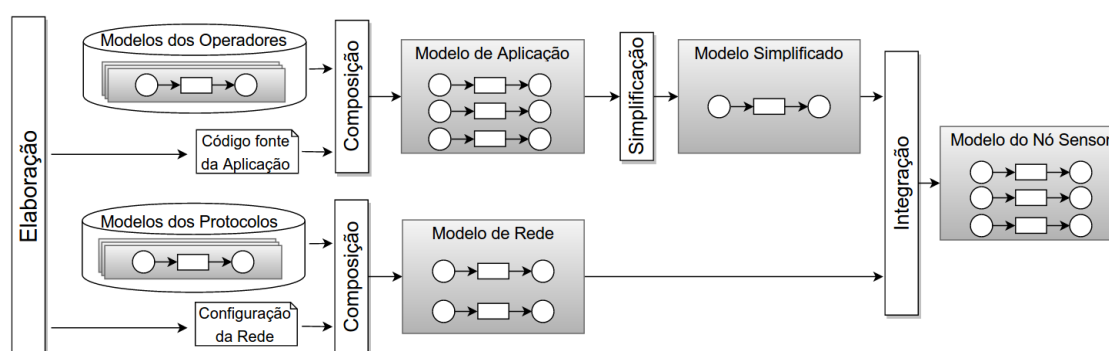 Elaboração
Modelos dos Operadores
Código fonte
da Aplicação
Composição
Modelo de Aplicação
Simplificação
Modelo Simplificado
Modelos dos Protocolos
Configuração
da Rede
Composição
Modelo de Rede
Integração
Modelo do Nó Sensor